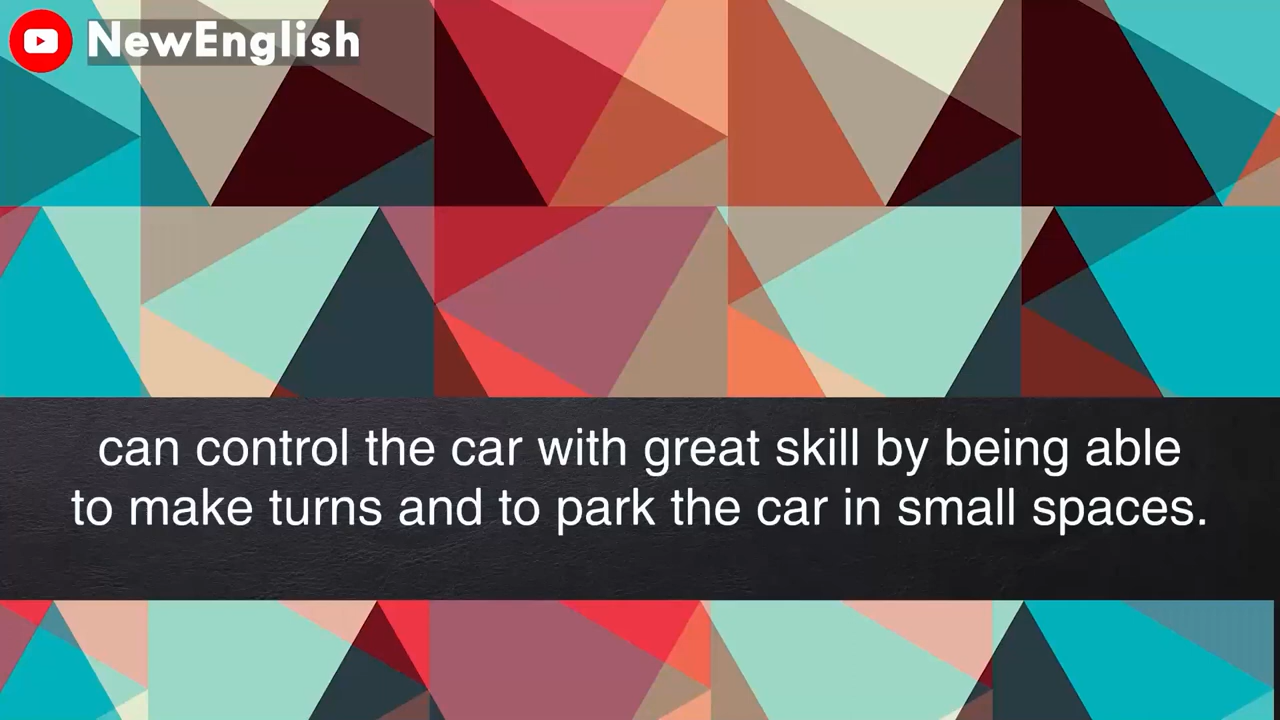 NewEnglish
can control the car with great skill by being able
to make turns and to park the car in small spaces.